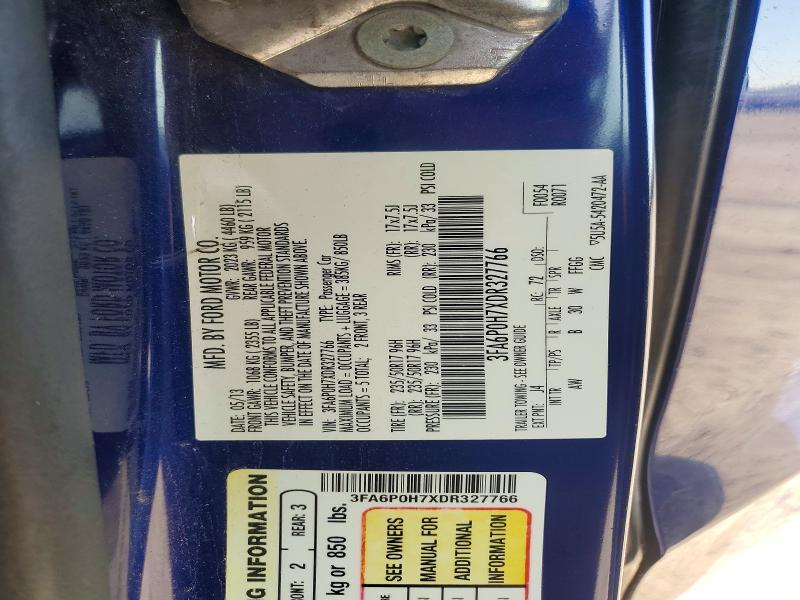 MFD. BY FORD MOTOR CO.
DATE: 05/13 GVWR: 2023 KG ( 4460 LB)
FRONT GAWR: 1068 KG ( 2355 LB) REAR GAWR: 959 KG ( 2115 LB)
THIS VEHICLE CONFORMS TO ALL APPLICABLE FEDERAL MOTOR
VEHICLE SAFETY, BUMPER, AND THEFT PREVENTION STANDARDS
IN EFFECT ON THE DATE OF MANUFACTURE SHOWN ABOVE.
VIN: 3FA6P0H7XDR327766 TYPE: Passenger Car
MAXIMUM LOAD = OCCUPANTS + LUGGAGE = 385KG/ 850LB
OCCUPANTS = 5 TOTAL; 2 FRONT, 3 REAR
TIRE (FR): 235/50R17 96H RIMS (FR): 17x7.5J
(RR): 235/50R17 96H (RR): 17x7.5J
PRESSURE (FR): 230 kPa/ 33 PSI COLD (RR): 230 kPa/ 33 PSI COLD
3FA6P0H7XDR327766
TRAILER TOWING - SEE OWNER GUIDE F0054
EXT PNT: J4 RC: 72 DSO: R0071
INT TR TP/PS R AXLE TR SPR
AW B 30 W FFGG
CNC 5U5A-5420472-AA
3FA6P0H7XDR327766
G INFORMATION
ONT: 2 REAR: 3
kg or 850 lbs.
SEE OWNERS
MANUAL FOR
ADDITIONAL
INFORMATION